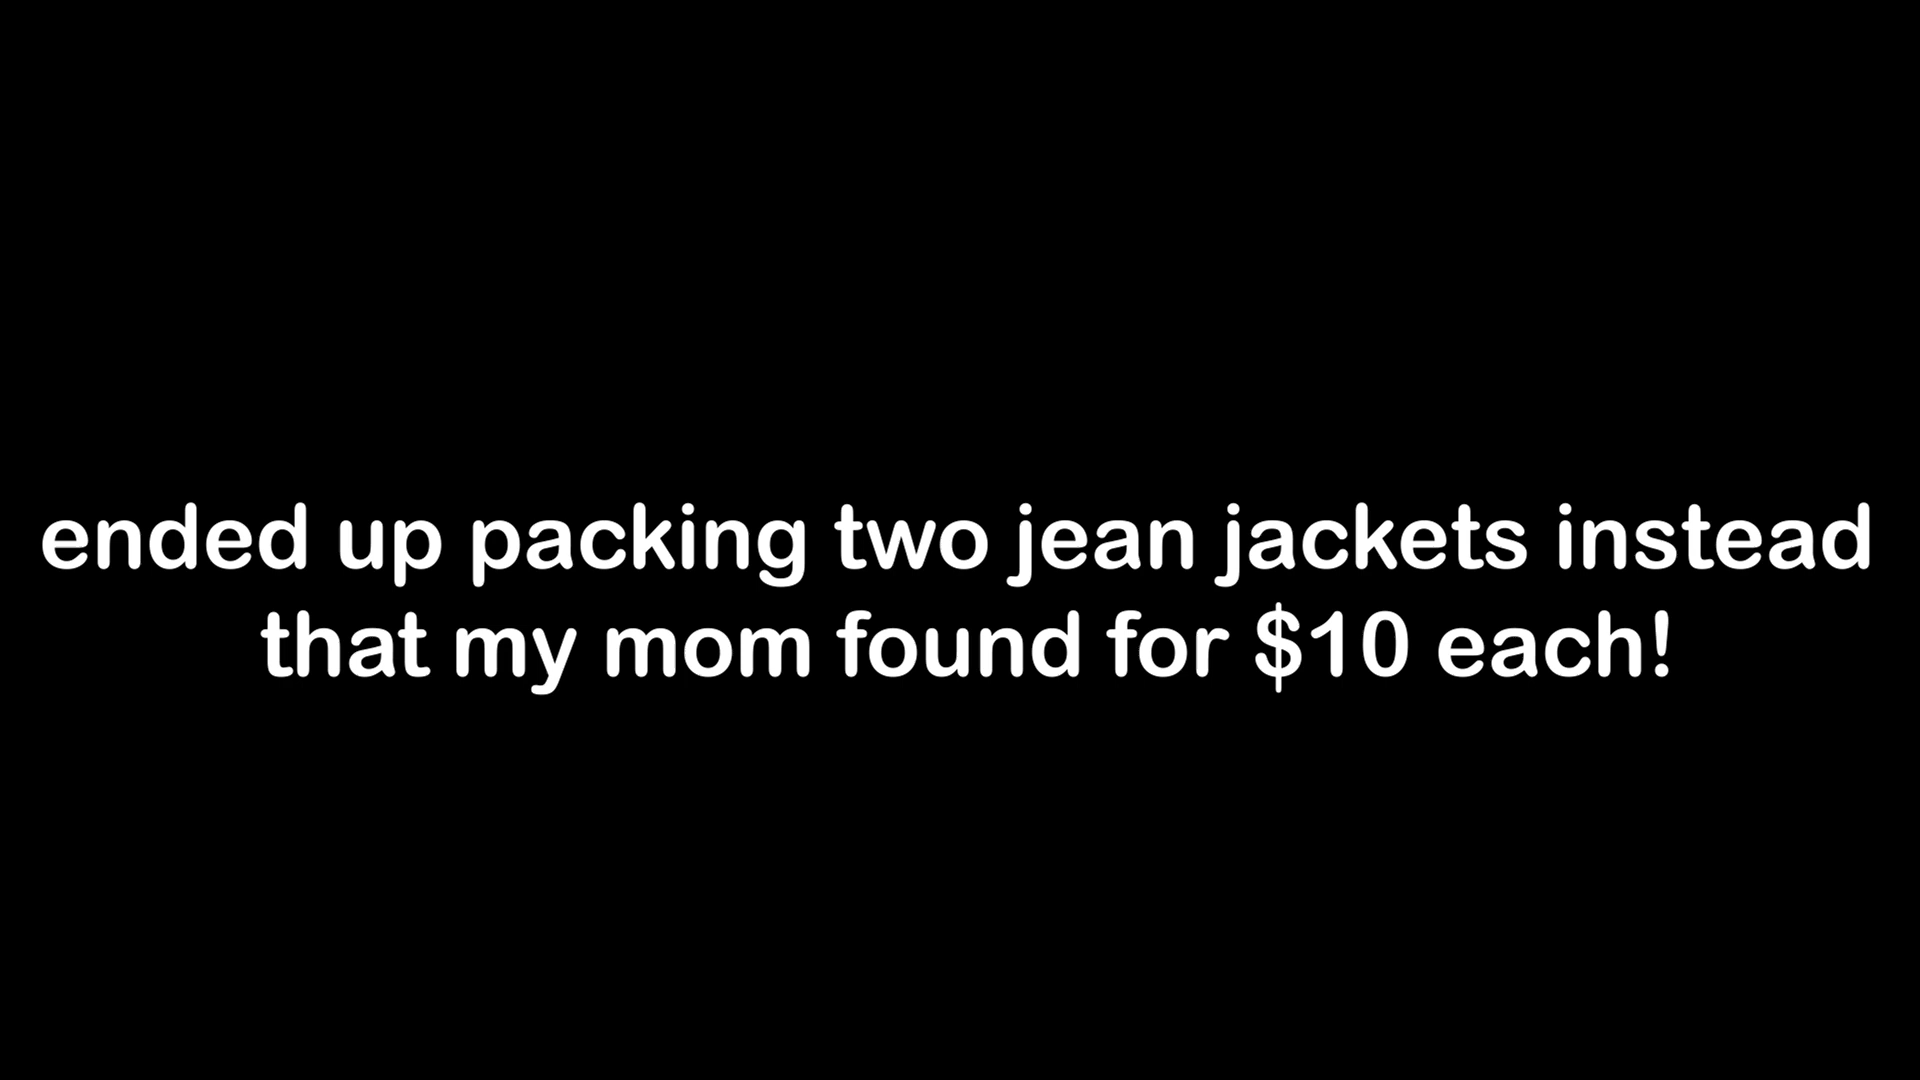 ended up packing two jean jackets instead
that my mom found for $10 each!